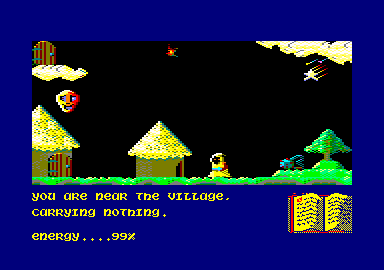 you are near the village,
carrying nothing.
energy....99%